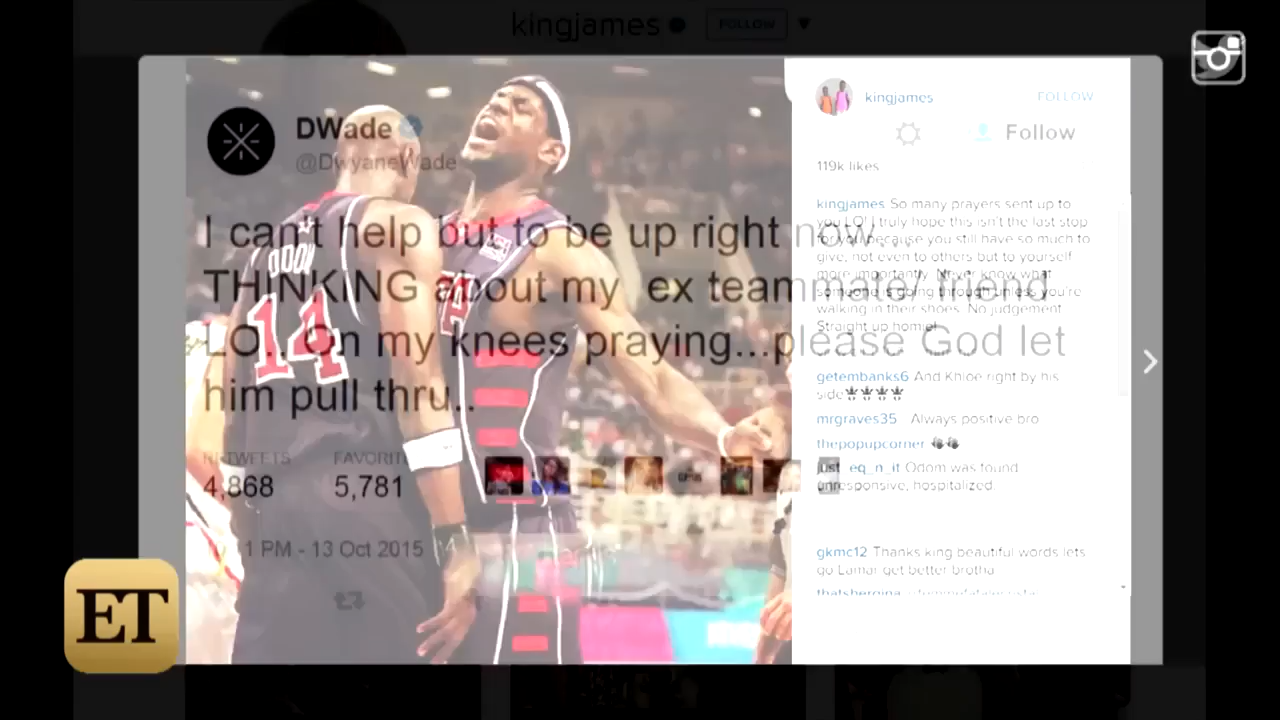 kingjames FOLLOW
DWade
@DwyaneWade
I can't help but to be up right now...
THINKING about my ex teammate/ friend
LO.. On my knees praying...please God let
him pull thru..
RETWEETS FAVORIT
4,868 5,781
1 PM - 13 Oct 2015
ODOM
14
kingjames FOLLOW
Follow
119k likes
kingjames So many prayers sent up to
you LO! I truly hope this isn't the last stop
for you because you still have so much to
give, not even to others but to yourself
more importantly. Never know what
someone is going through unless you're
walking in their shoes. No judgement
Straight up homie!
getembanks6 And Khloe right by his
side
mrgraves35 Always positive bro
thepopupcorner
just_eq_n_it Odom was found
unresponsive, hospitalized.
gkmc12 Thanks king beautiful words lets
go Lamar get better brotha
ET